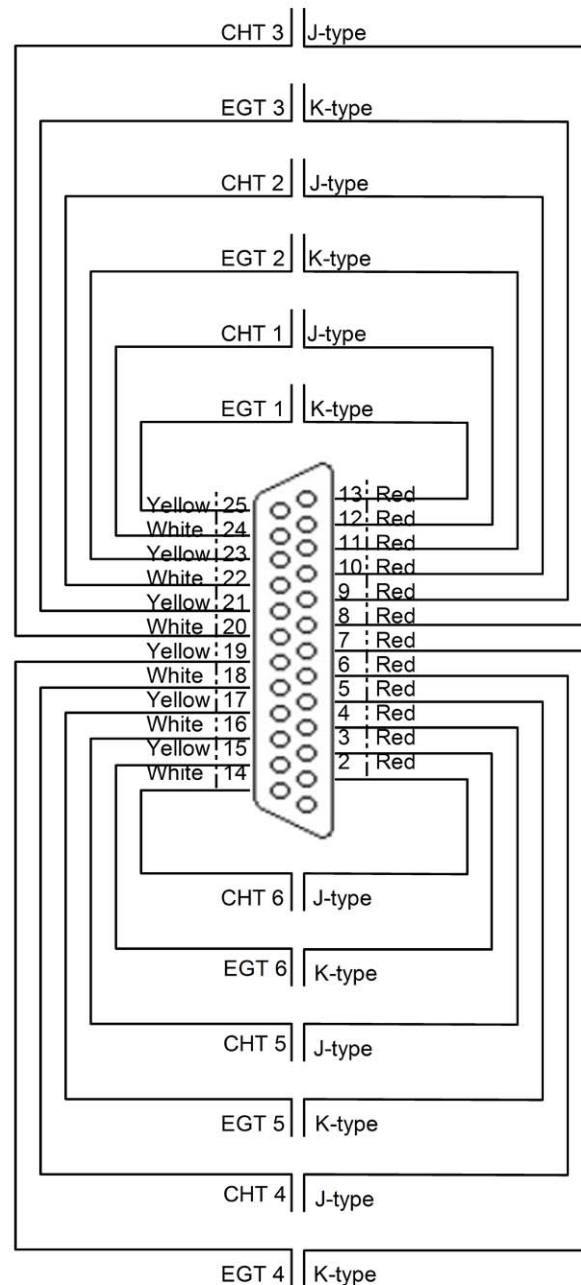 CHT 3 J-type
EGT 3 K-type
CHT 2 J-type
EGT 2 K-type
CHT 1 J-type
EGT 1 K-type
13 Red
Yellow 25
12 Red
White 24
11 Red
Yellow 23
10 Red
White 22
9 Red
Yellow 21
8 Red
White 20
7 Red
Yellow 19
6 Red
White 18
5 Red
Yellow 17
4 Red
White 16
3 Red
Yellow 15
2 Red
White 14
CHT 6 J-type
EGT 6 K-type
CHT 5 J-type
EGT 5 K-type
CHT 4 J-type
EGT 4 K-type